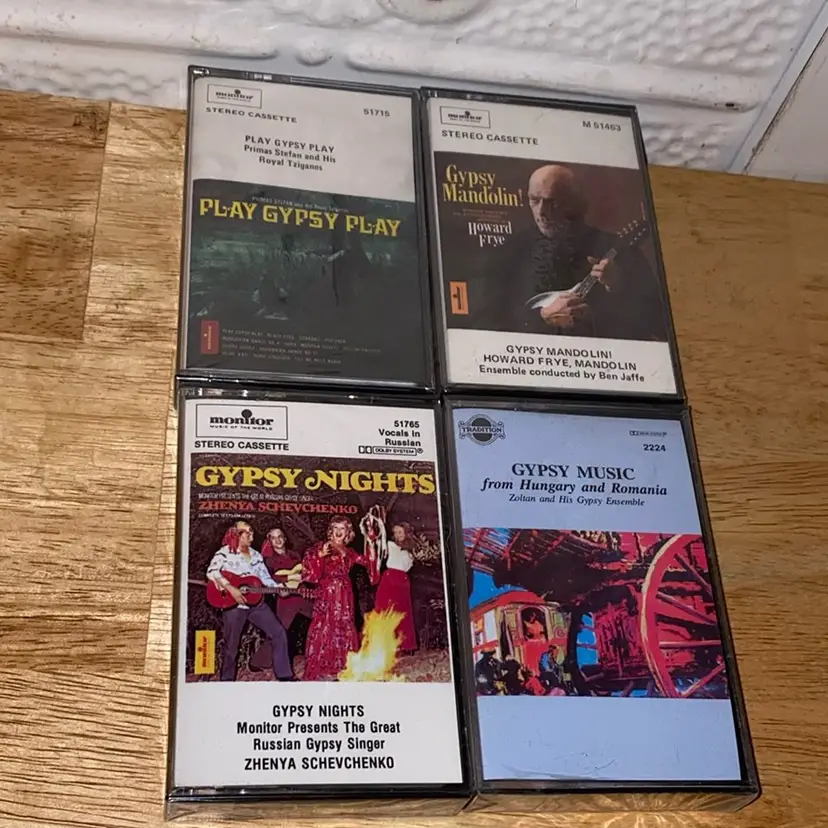 monitor
STEREO CASSETTE
51715
PLAY GYPSY PLAY
Primas Stefan and His
Royal Tziganes
PLAY GYPSY PLAY
monitor
STEREO CASSETTE
M 51463
Gypsy
Mandolin!
Howard
Frye
GYPSY MANDOLIN!
HOWARD FRYE, MANDOLIN
Ensemble conducted by Ben Jaffe
monitor
MUSIC OF THE WORLD
STEREO CASSETTE
51765
Vocals in
Russian
DOLBY SYSTEM
GYPSY NIGHTS
ZHENYA SCHEVCHENKO
monitor
GYPSY NIGHTS
Monitor Presents The Great
Russian Gypsy Singer
ZHENYA SCHEVCHENKO
TRADITION
2224
GYPSY MUSIC
from Hungary and Romania
Zoltan and His Gypsy Ensemble